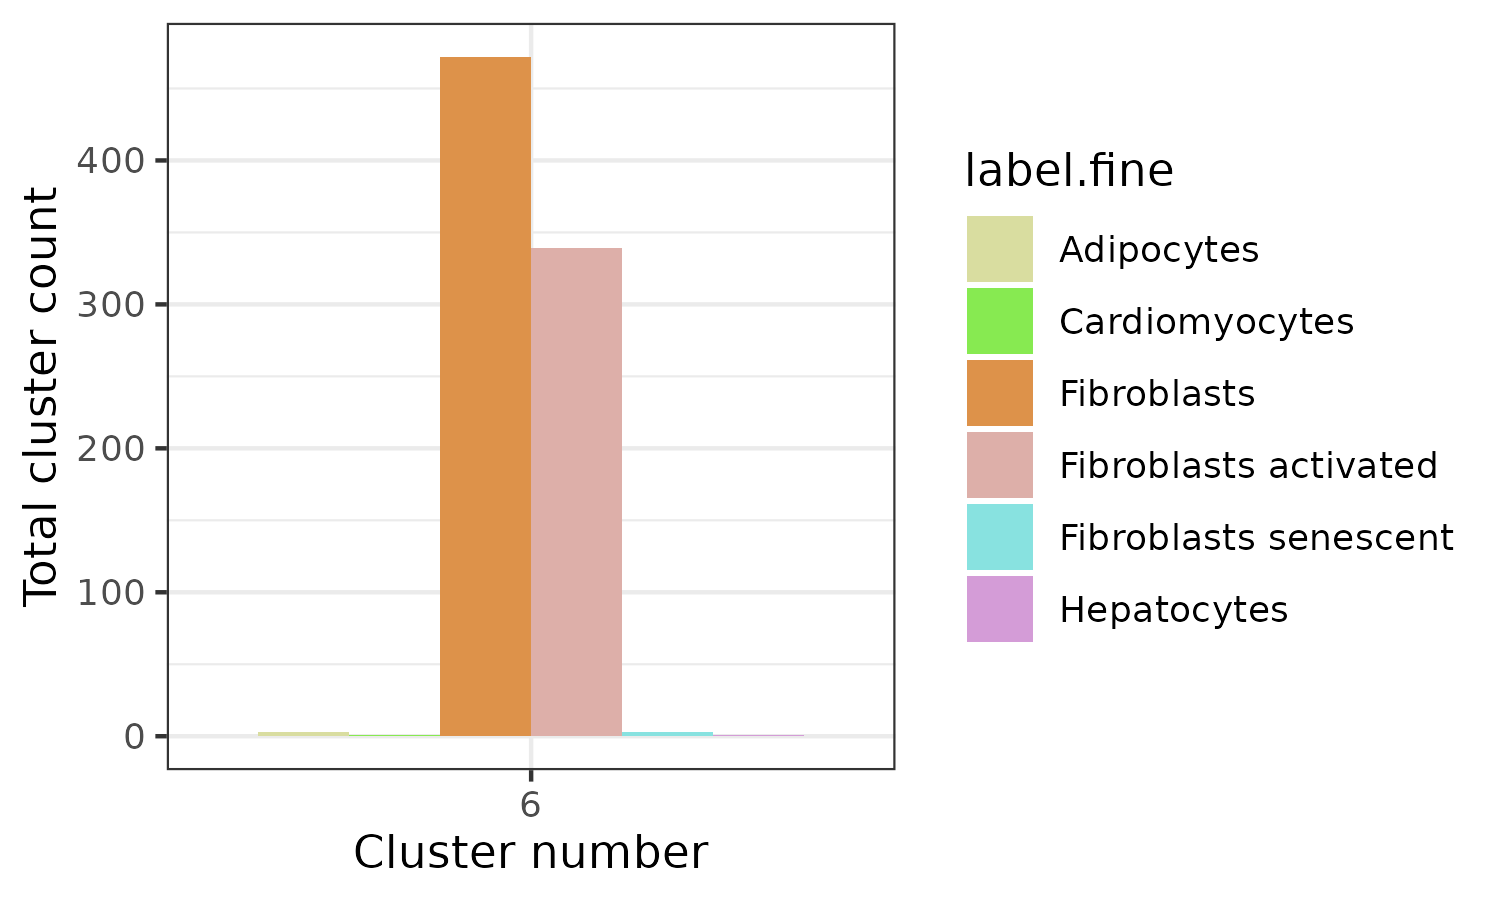 Total cluster count
400
300
200
100
0
6
Cluster number
label.fine
Adipocytes
Cardiomyocytes
Fibroblasts
Fibroblasts activated
Fibroblasts senescent
Hepatocytes